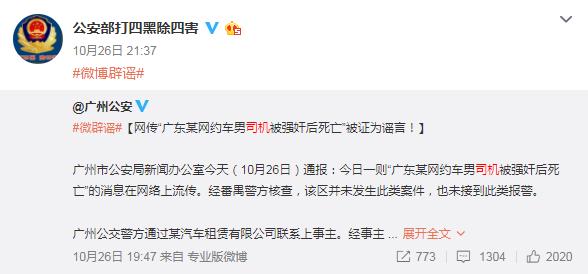 公安部打四黑除四害
10月26日 21:37
#微博辟谣#
@广州公安
#微辟谣#【网传“广东某网约车男司机被强奸后死亡”被证为谣言！】
广州市公安局新闻办公室今天（10月26日）通报：今日一则“广东某网约车男司机被强奸后死
亡”的消息在网络上流传。经番禺警方核查，该区并未发生此类案件，也未接到此类报警。
广州公交警方通过某汽车租赁有限公司联系上事主。经事主 ... 展开全文
10月26日 19:47 来自 专业版微博 773 1304 2020